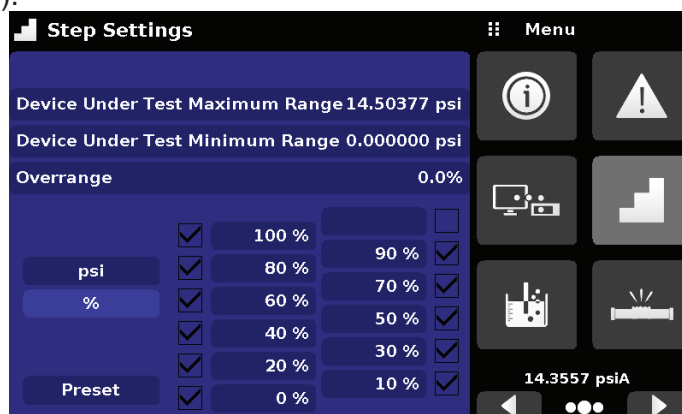 ).
Step Settings
Menu
Device Under Test Maximum Range 14.50377 psi
Device Under Test Minimum Range 0.000000 psi
Overrange 0.0%
100 %
90 %
psi
80 %
70 %
%
60 %
50 %
40 %
30 %
20 %
10 %
Preset
0 %
14.3557 psiA